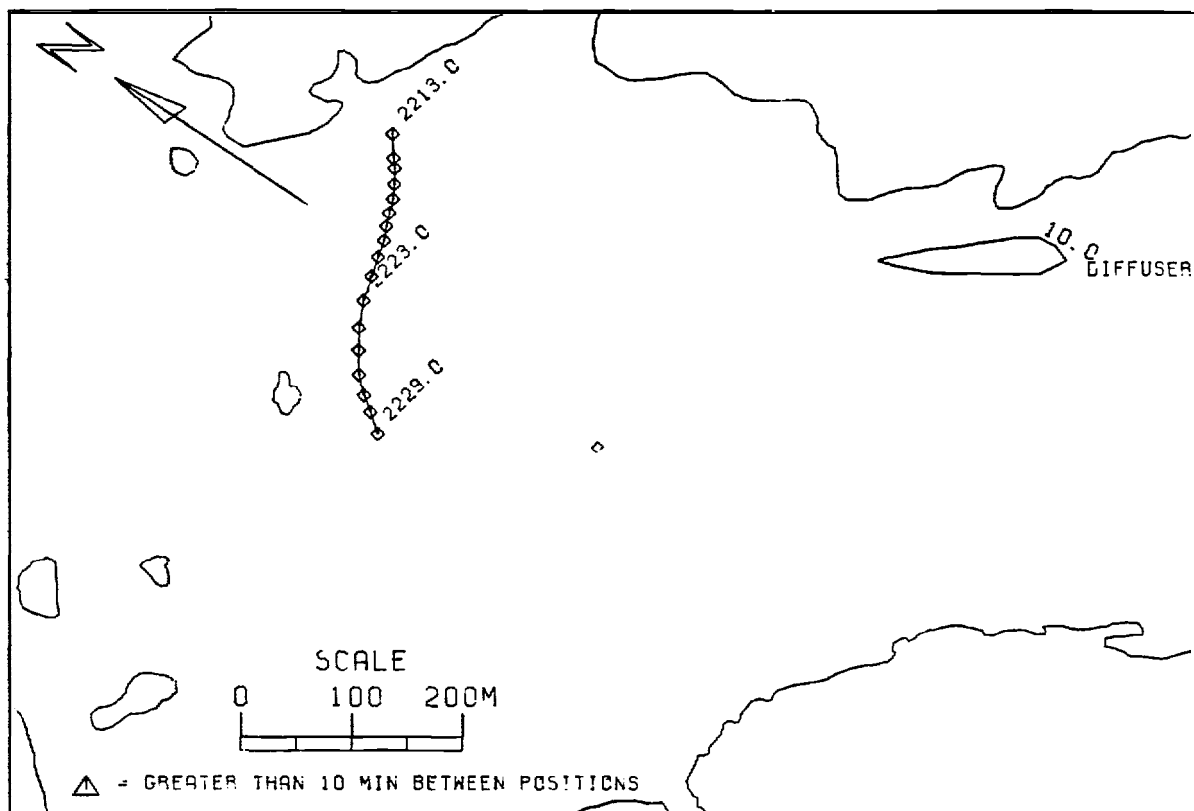 N
2213.0
2223.0
2229.0
10.0
DIFFUSER
SCALE
0 100 200M
= GREATER THAN 10 MIN BETWEEN POSITIONS